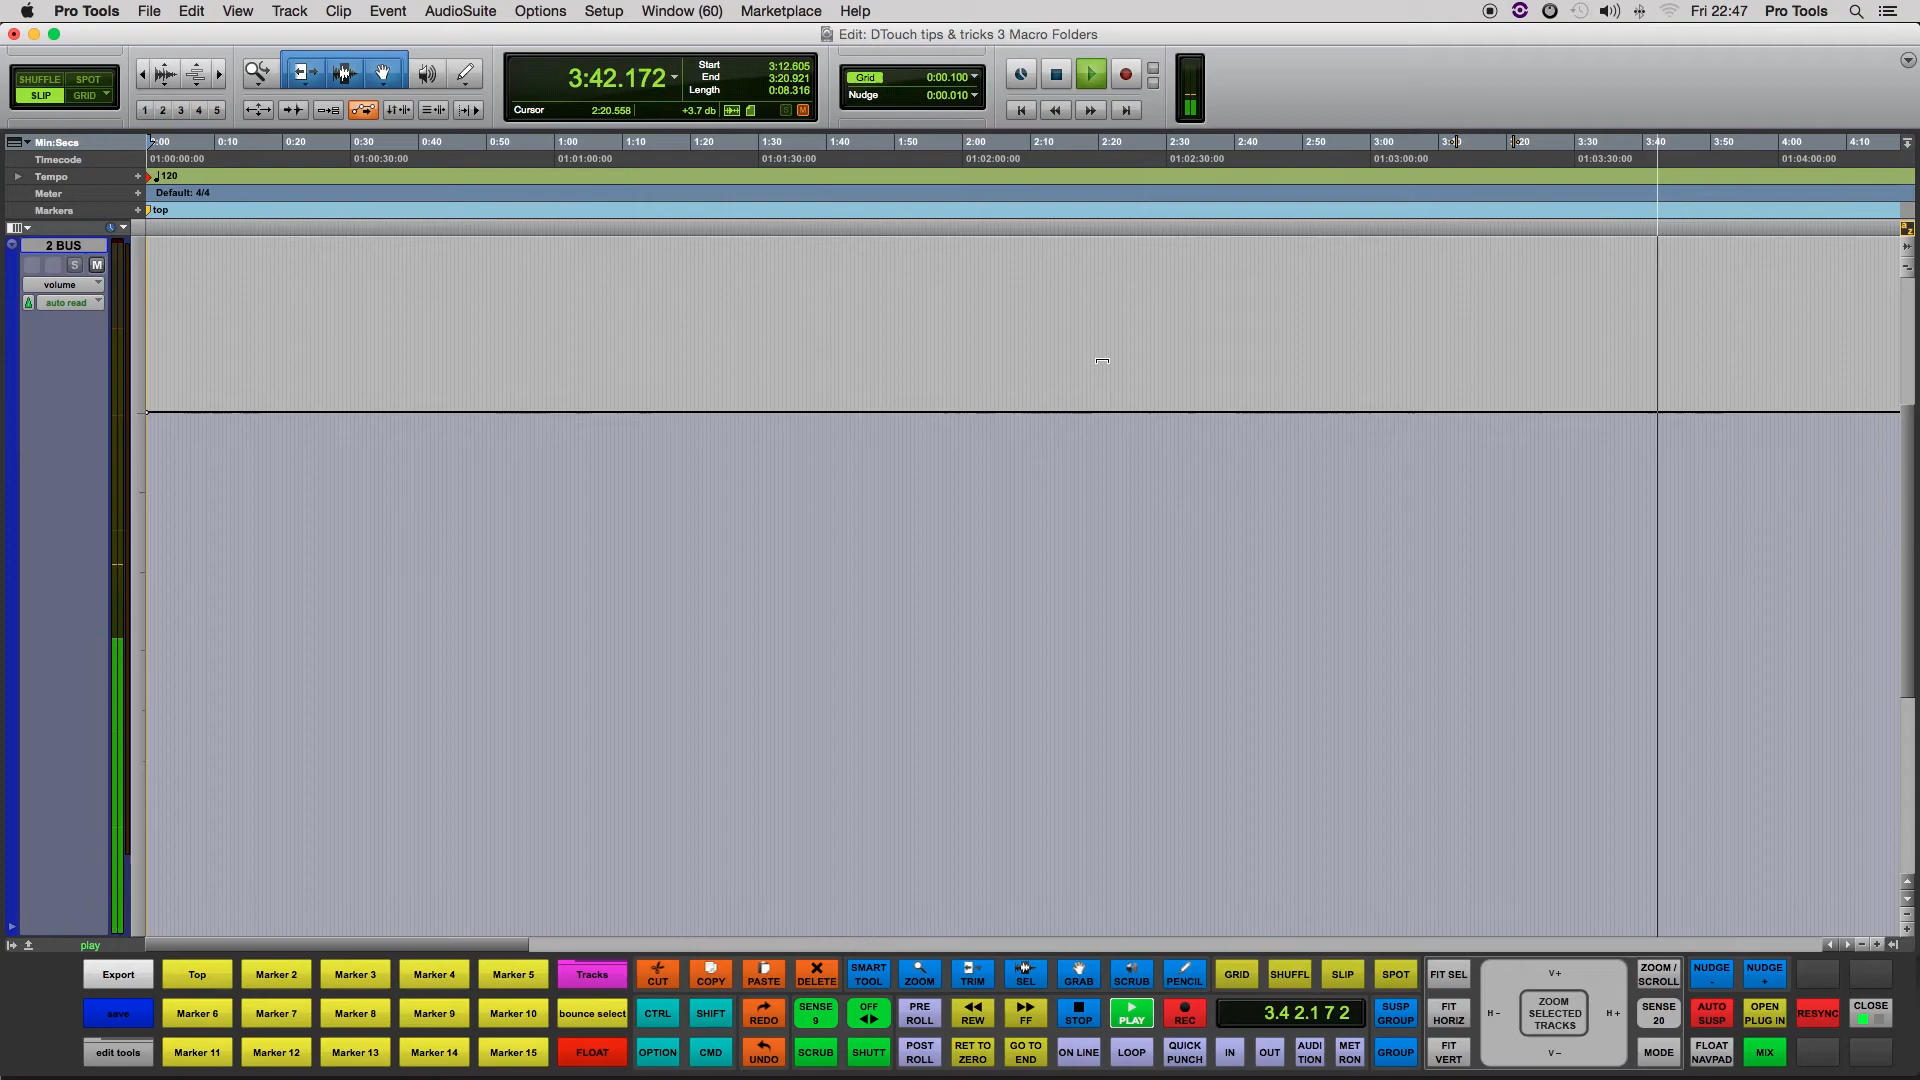 Pro Tools File Edit View Track Clip Event AudioSuite Options Setup Window (60) Marketplace Help Fri 22:47 Pro Tools
Edit: DTouch tips & tricks 3 Macro Folders
SHUFFLE SPOT
SLIP GRID
1 2 3 4 5
3:42.172
Start 3:12.605
End 3:20.921
Length 0:08.316
Cursor 2:20.558 +3.7 db S M
Grid 0:00.100
Nudge 0:00.010
Min:Secs :00 0:10 0:20 0:30 0:40 0:50 1:00 1:10 1:20 1:30 1:40 1:50 2:00 2:10 2:20 2:30 2:40 2:50 3:00 3:20 3:30 3:40 3:50 4:00 4:10
Timecode 01:00:00:00 01:00:30:00 01:01:00:00 01:01:30:00 01:02:00:00 01:02:30:00 01:03:00:00 01:03:30:00 01:04:00:00
Tempo + 120
Meter + Default: 4/4
Markers + top
a z
2 BUS
S M
volume
auto read
play
Export Top Marker 2 Marker 3 Marker 4 Marker 5 Tracks CUT COPY PASTE DELETE SMART TOOL ZOOM TRIM SEL GRAB SCRUB PENCIL GRID SHUFFL SLIP SPOT FIT SEL V+ ZOOM / SCROLL NUDGE - NUDGE +
save Marker 6 Marker 7 Marker 8 Marker 9 Marker 10 bounce select CTRL SHIFT REDO SENSE 9 OFF PRE ROLL REW FF STOP PLAY REC 3.4 2.1 7 2 SUSP GROUP FIT HORIZ H - ZOOM SELECTED TRACKS H + SENSE 20 AUTO SUSP OPEN PLUG IN RESYNC CLOSE
edit tools Marker 11 Marker 12 Marker 13 Marker 14 Marker 15 FLOAT OPTION CMD UNDO SCRUB SHUTT POST ROLL RET TO ZERO GO TO END ON LINE LOOP QUICK PUNCH IN OUT AUDI TION MET RON GROUP FIT VERT V – MODE FLOAT NAVPAD MIX